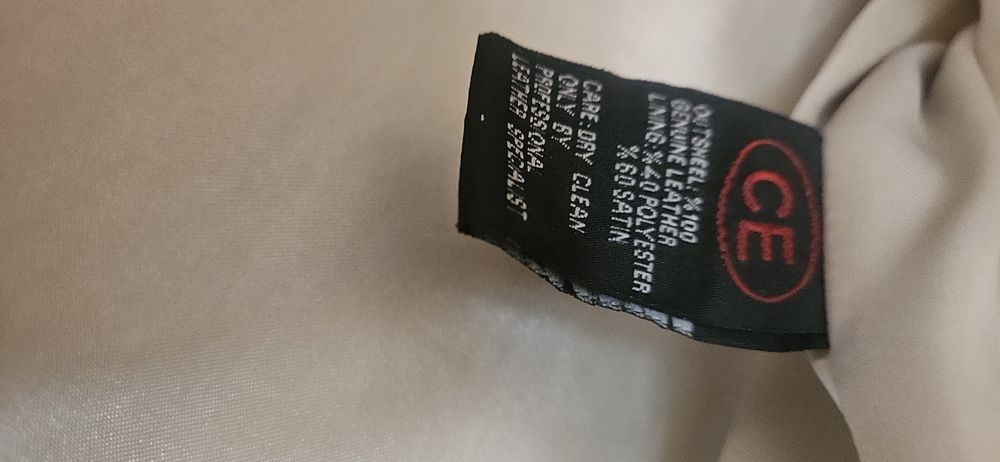 CE
OUTSHELL: %100
GENUINE LEATHER
LINING: %40 POLYESTER
%60 SATIN
CARE: DRY CLEAN
ONLY BY
PROFESSIONAL
LEATHER SPECIALIST